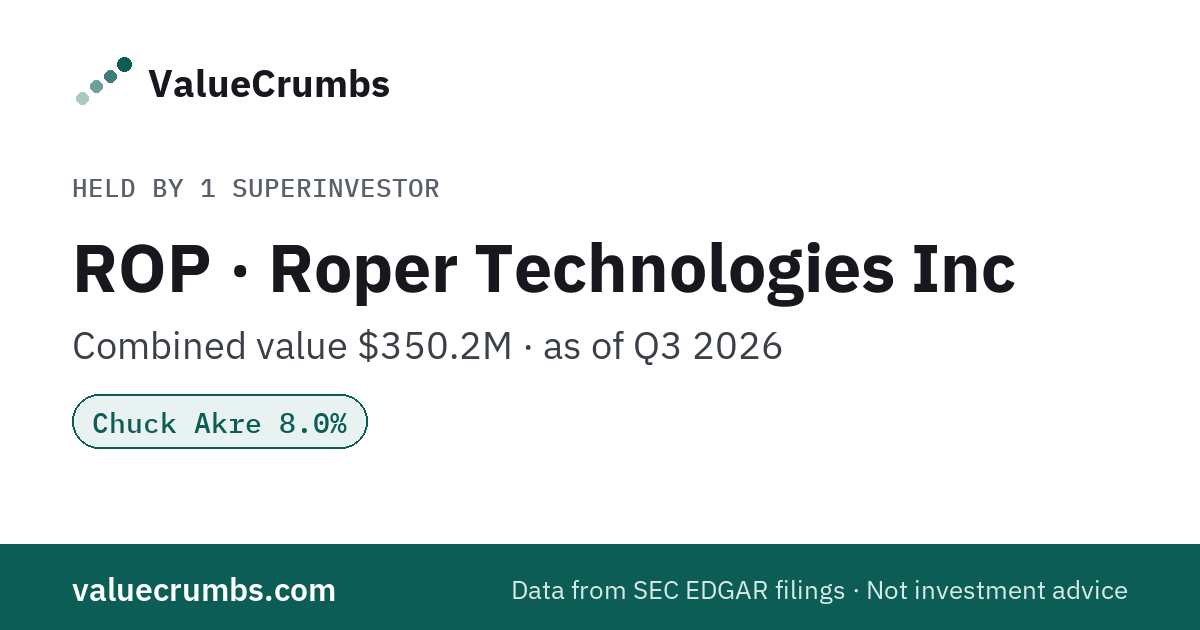 ValueCrumbs
HELD BY 1 SUPERINVESTOR
ROP · Roper Technologies Inc
Combined value $350.2M · as of Q3 2026
Chuck Akre 8.0%
valuecrumbs.com
Data from SEC EDGAR filings · Not investment advice